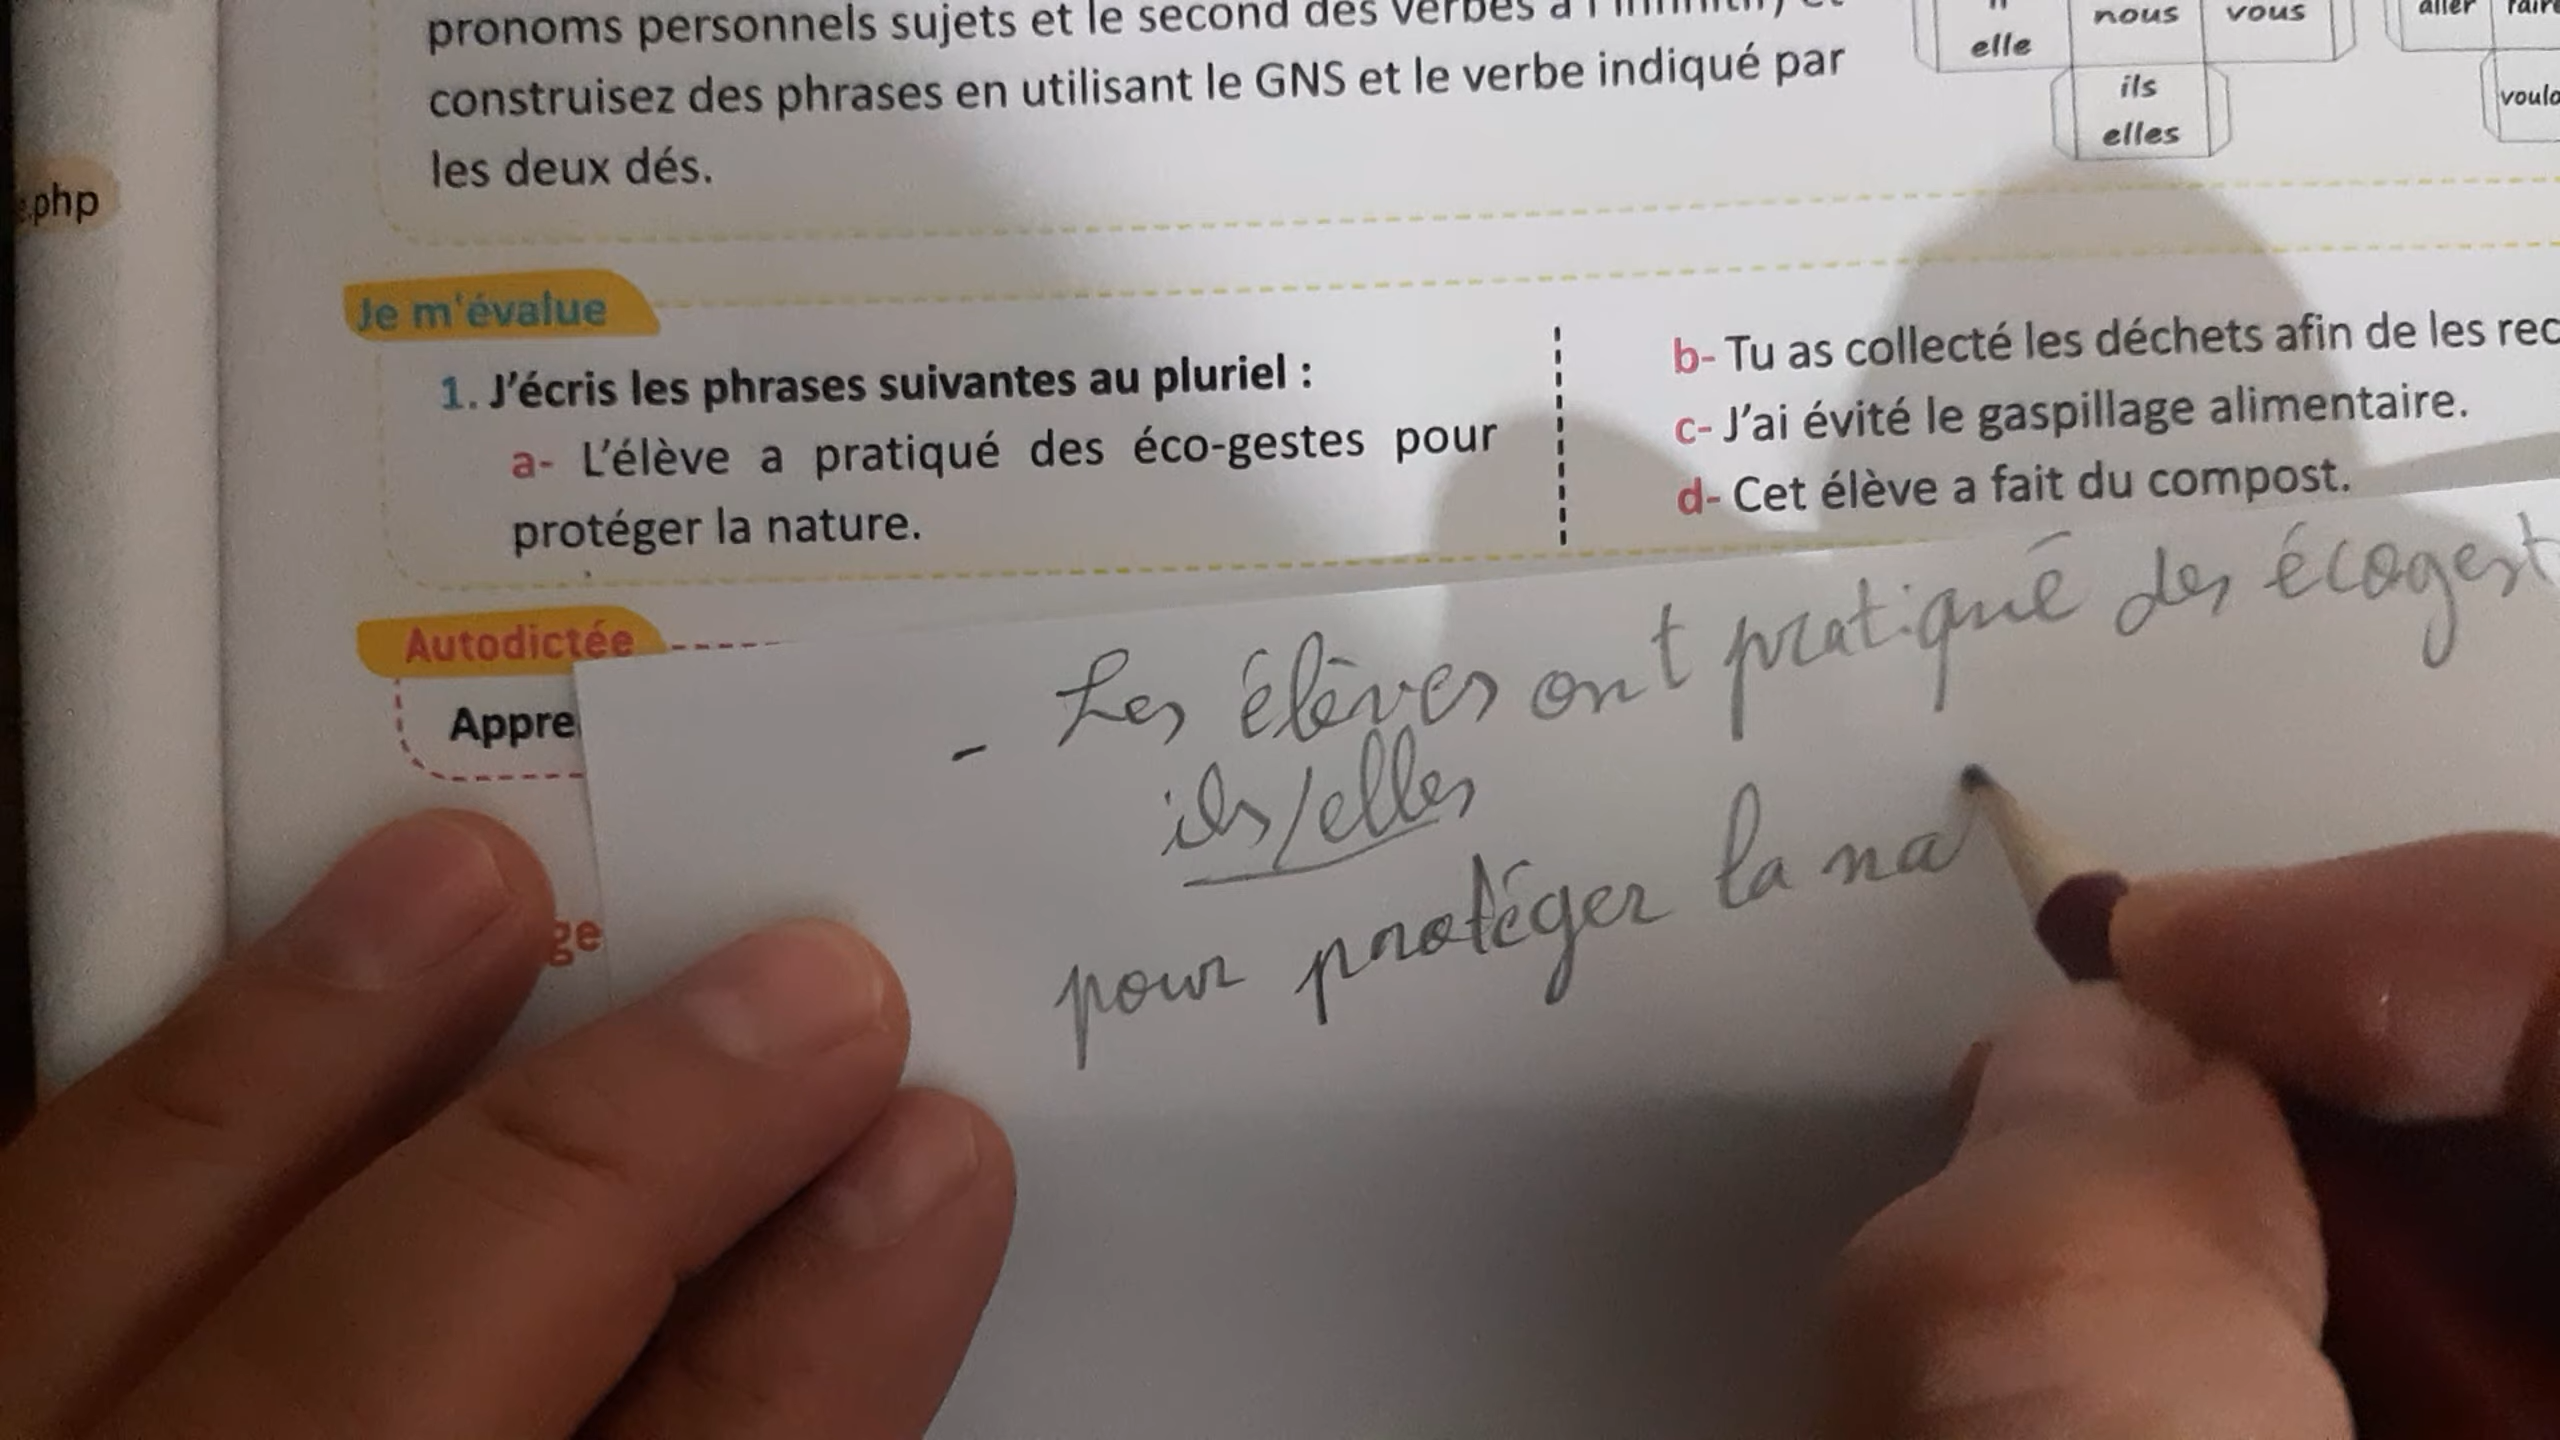 pronoms personnels sujets et le second des verbes à l'infinitif) et
construisez des phrases en utilisant le GNS et le verbe indiqué par
les deux dés.
elle
nous
vous
ils
elles
aller
php
Je m'évalue
1. J'écris les phrases suivantes au pluriel :
a- L'élève a pratiqué des éco-gestes pour
protéger la nature.
b- Tu as collecté les déchets afin de les rec
c- J'ai évité le gaspillage alimentaire.
d- Cet élève a fait du compost.
Autodictée
Appre
ge
- Les élèves ont pratiqué des écogest
ils/elles
pour protéger la na